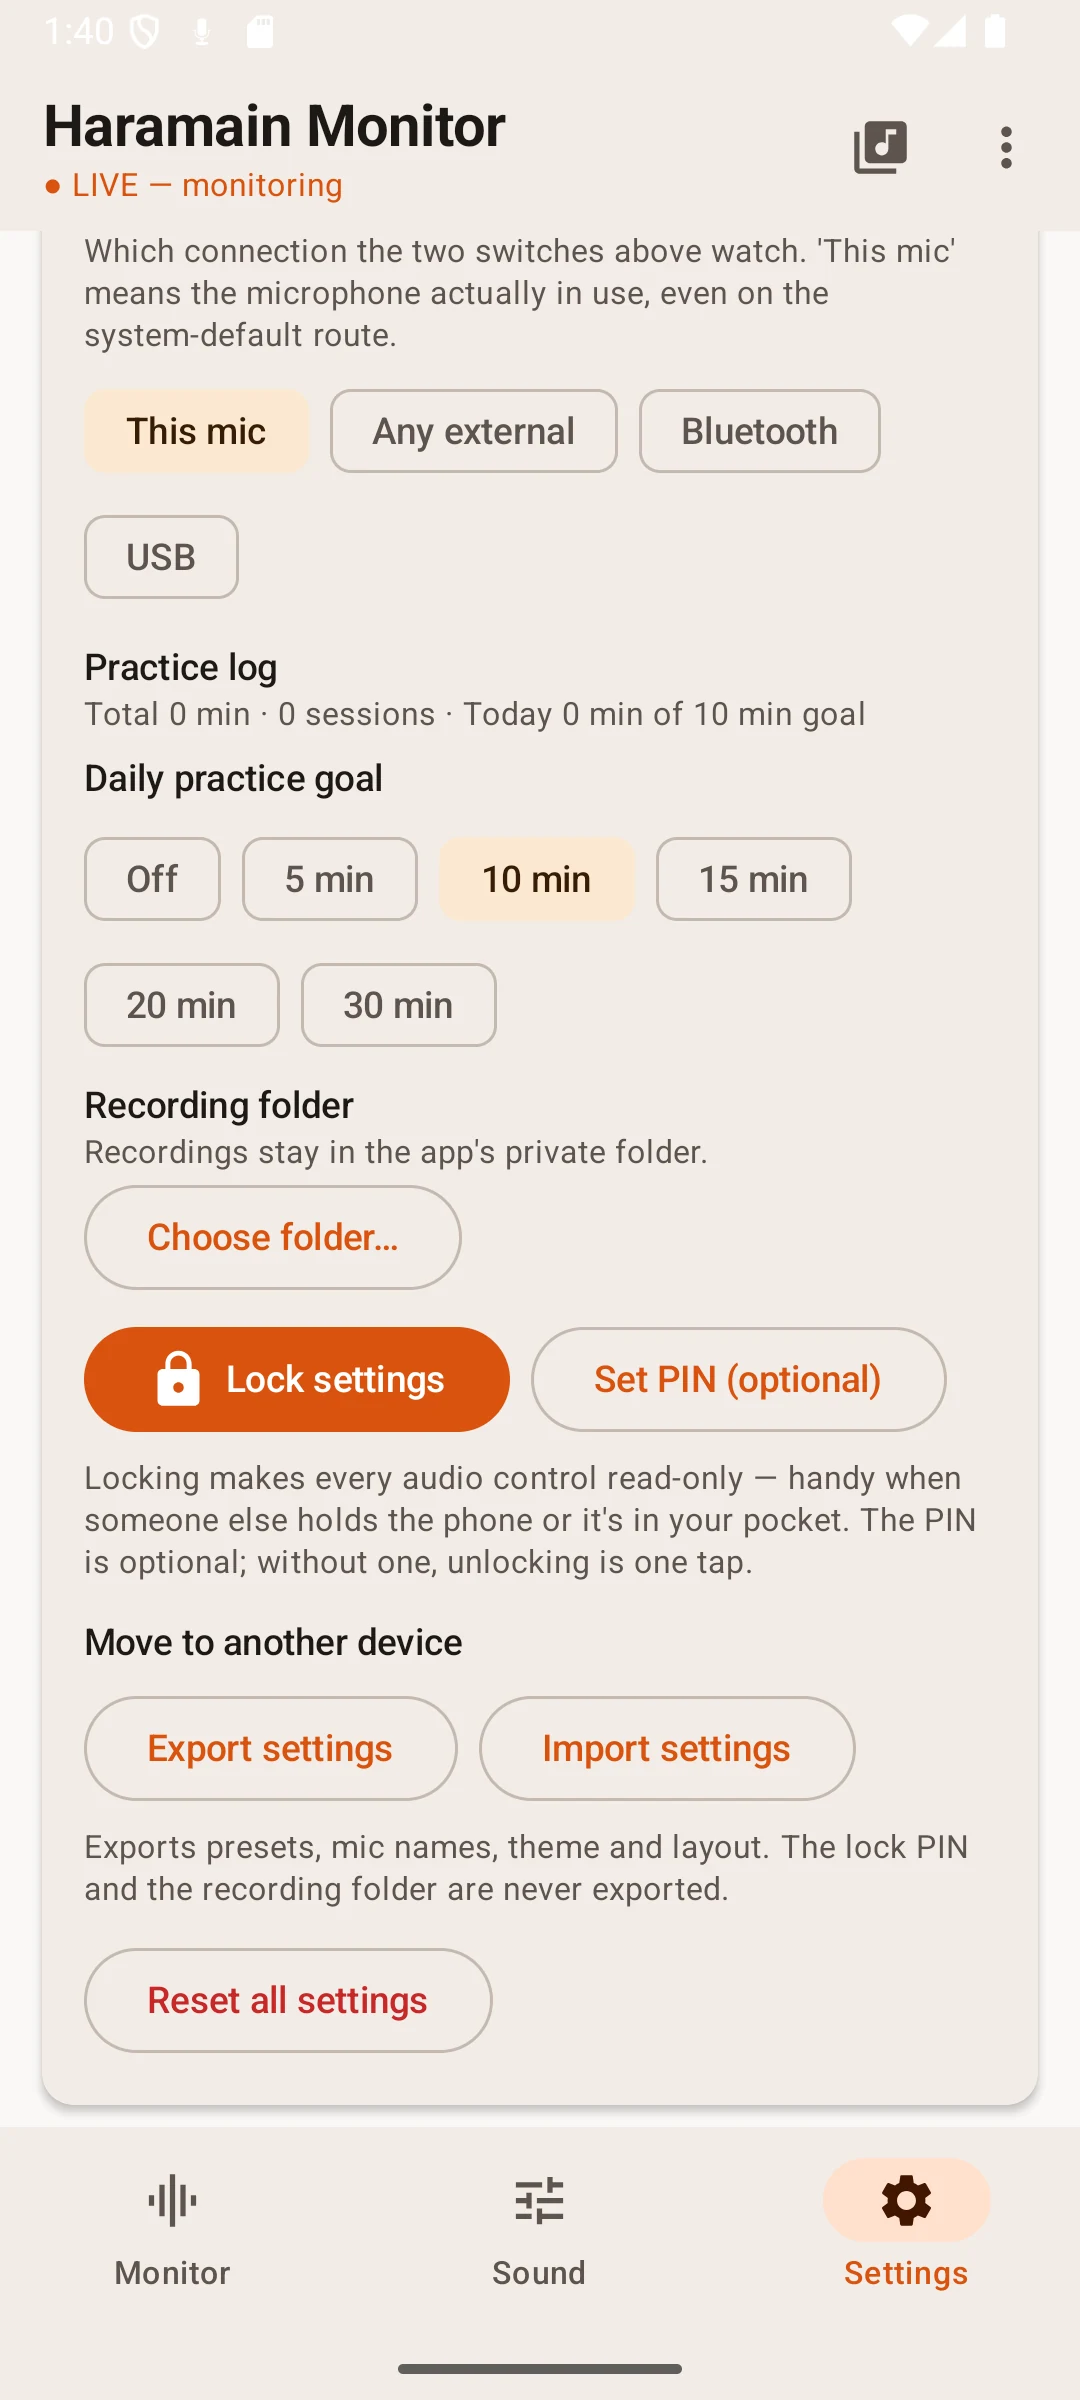 1:40
Haramain Monitor
● LIVE — monitoring
Which connection the two switches above watch. 'This mic'
means the microphone actually in use, even on the
system-default route.
This mic
Any external
Bluetooth
USB
Practice log
Total 0 min · 0 sessions · Today 0 min of 10 min goal
Daily practice goal
Off
5 min
10 min
15 min
20 min
30 min
Recording folder
Recordings stay in the app's private folder.
Choose folder…
Lock settings
Set PIN (optional)
Locking makes every audio control read-only — handy when
someone else holds the phone or it's in your pocket. The PIN
is optional; without one, unlocking is one tap.
Move to another device
Export settings
Import settings
Exports presets, mic names, theme and layout. The lock PIN
and the recording folder are never exported.
Reset all settings
Monitor
Sound
Settings